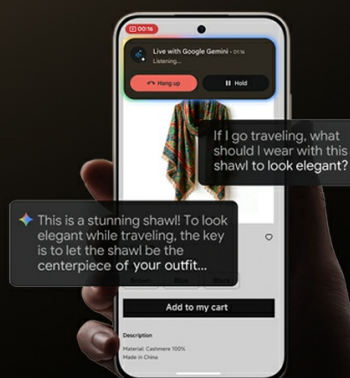 00:16
Live with Google Gemini • 01:14
Listening...
Hang up
Hold
If I go traveling, what
should I wear with this
shawl to look elegant?
This is a stunning shawl! To look
elegant while traveling, the key
is to let the shawl be the
centerpiece of your outfit...
Add to my cart
Description
Material: Cashmere 100%
Made in China